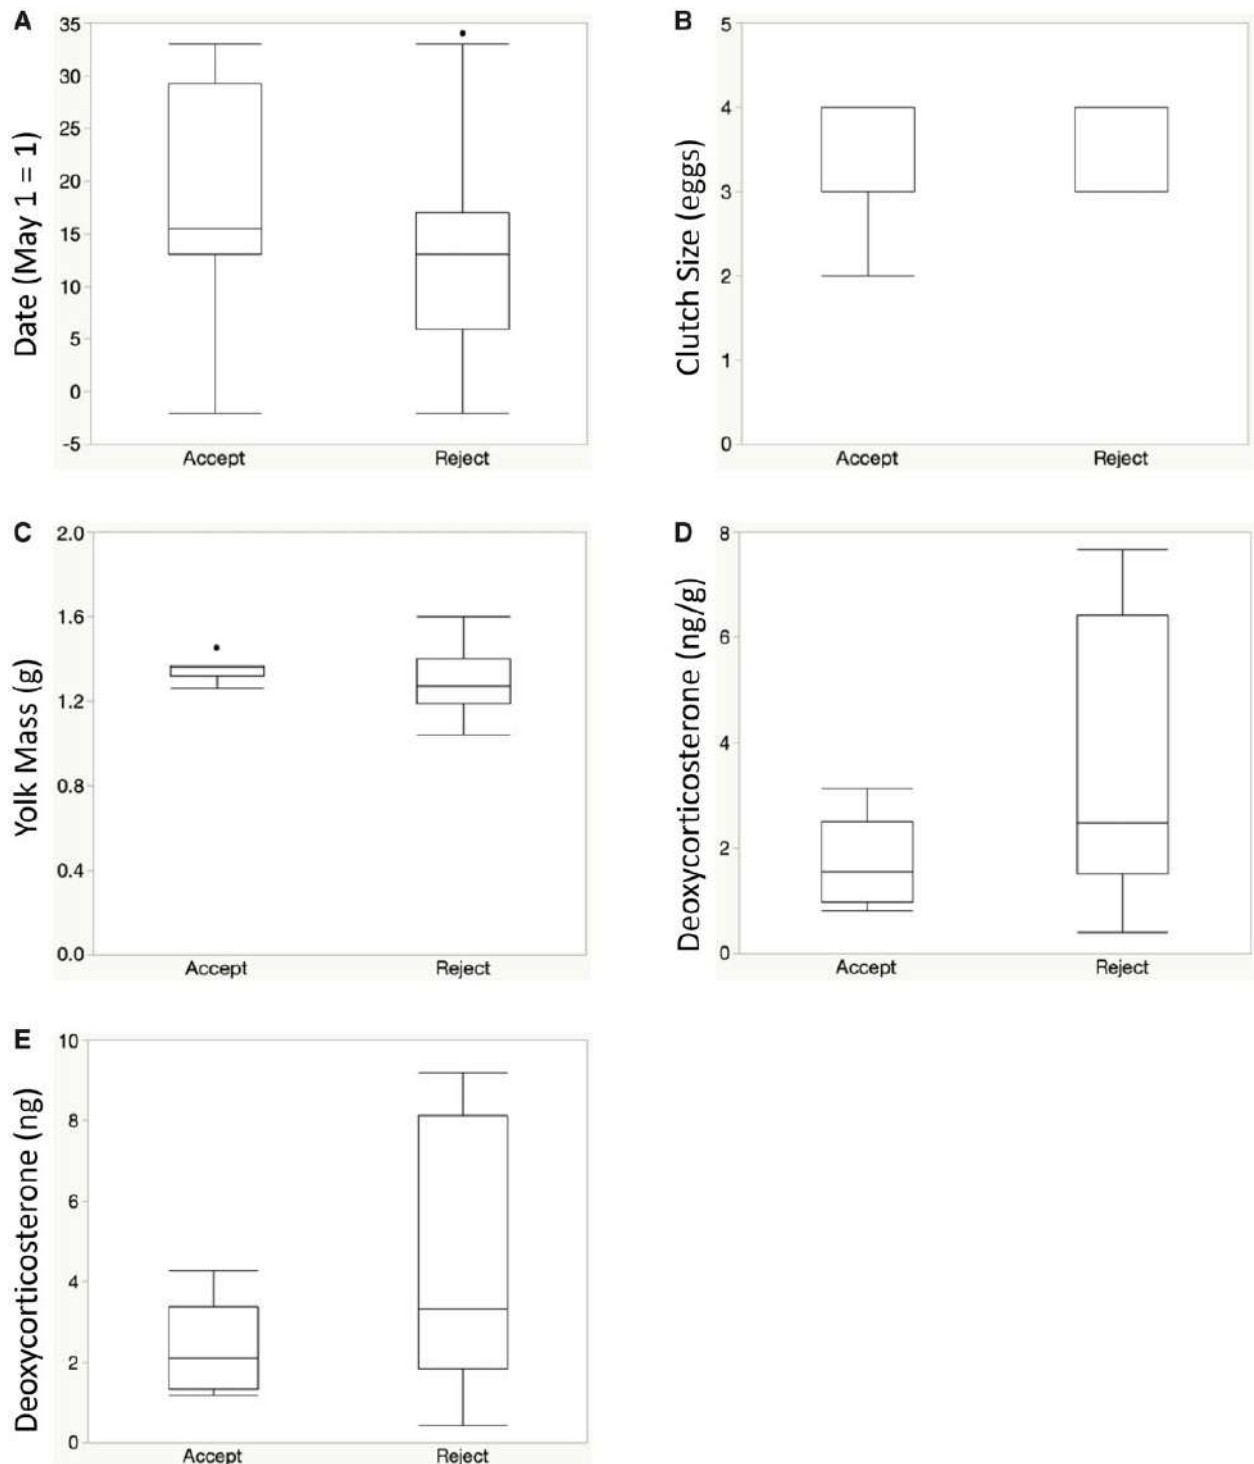 A
Date (May 1 = 1)
35
30
25
20
15
10
5
0
-5
Accept Reject
B
Clutch Size (eggs)
5
4
3
2
1
0
Accept Reject
C
Yolk Mass (g)
2.0
1.6
1.2
0.8
0.4
0.0
Accept Reject
D
Deoxycorticosterone (ng/g)
8
6
4
2
0
Accept Reject
E
Deoxycorticosterone (ng)
10
8
6
4
2
0
Accept Reject